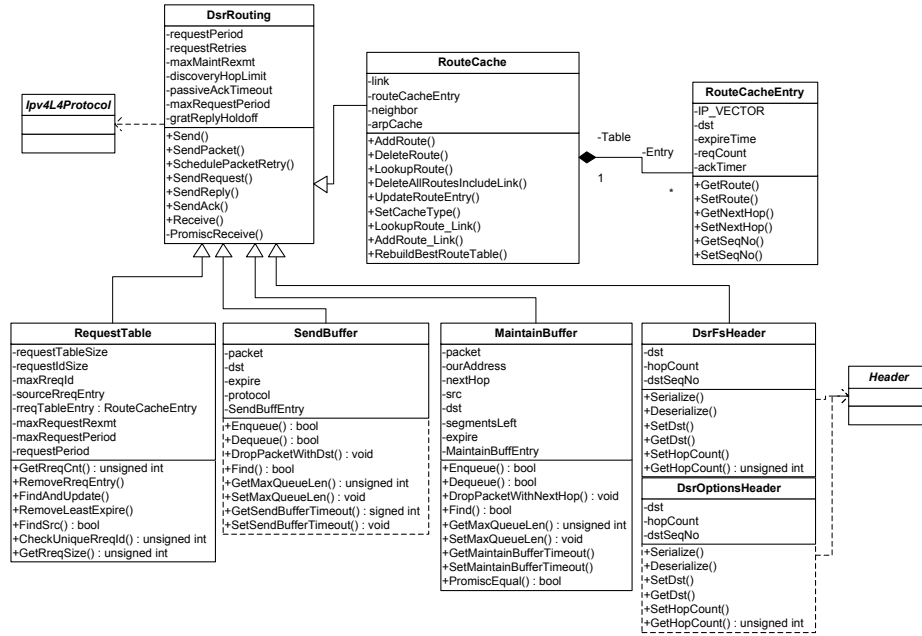 DsrRouting
-requestPeriod
-requestRetries
-maxMaintRexmt
-discoveryHopLimit
-passiveAckTimeout
-maxRequestPeriod
-gratReplyHoldoff
+Send()
+SendPacket()
+SchedulePacketRetry()
+SendRequest()
+SendReply()
+SendAck()
+Receive()
-PromiscReceive()
Ipv4L4Protocol
RouteCache
-link
-routeCacheEntry
-neighbor
-arpCache
+AddRoute()
+DeleteRoute()
+LookupRoute()
+DeleteAllRoutesIncludeLink()
+UpdateRouteEntry()
+SetCacheType()
+LookupRoute_Link()
+AddRoute_Link()
+RebuildBestRouteTable()
-Table
1
-Entry
*
RouteCacheEntry
-IP_VECTOR
-dst
-expireTime
-reqCount
-ackTimer
+GetRoute()
+SetRoute()
+GetNextHop()
+SetNextHop()
+GetSeqNo()
+SetSeqNo()
RequestTable
-requestTableSize
-requestIdSize
-maxRreqId
-sourceRreqEntry
-rreqTableEntry : RouteCacheEntry
-maxRequestRexmt
-maxRequestPeriod
-requestPeriod
+GetRreqCnt() : unsigned int
+RemoveRreqEntry()
+FindAndUpdate()
+RemoveLeastExpire()
+FindSrc() : bool
+CheckUniqueRreqId() : unsigned int
+GetRreqSize() : unsigned int
SendBuffer
-packet
-dst
-expire
-protocol
-SendBuffEntry
+Enqueue() : bool
+Dequeue() : bool
+DropPacketWithDst() : void
+Find() : bool
+GetMaxQueueLen() : unsigned int
+SetMaxQueueLen() : void
+GetSendBufferTimeout() : signed int
+SetSendBufferTimeout() : void
MaintainBuffer
-packet
-ourAddress
-nextHop
-src
-dst
-segmentsLeft
-expire
-MaintainBuffEntry
+Enqueue() : bool
+Dequeue() : bool
+DropPacketWithNextHop() : void
+Find() : bool
+GetMaxQueueLen() : unsigned int
+SetMaxQueueLen() : void
+GetMaintainBufferTimeout()
+SetMaintainBufferTimeout()
+PromiscEqual() : bool
DsrFsHeader
-dst
-hopCount
-dstSeqNo
+Serialize()
+Deserialize()
+SetDst()
+GetDst()
+SetHopCount()
+GetHopCount() : unsigned int
DsrOptionsHeader
-dst
-hopCount
-dstSeqNo
+Serialize()
+Deserialize()
+SetDst()
+GetDst()
+SetHopCount()
+GetHopCount() : unsigned int
Header